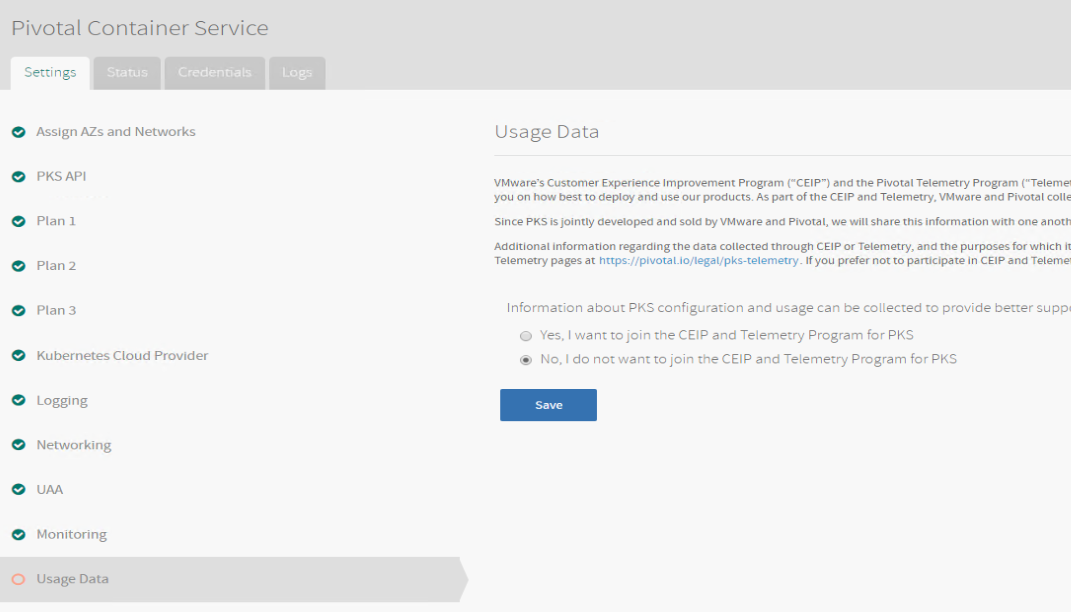 Pivotal Container Service
Settings
Status
Credentials
Logs
Assign AZs and Networks
PKS API
Plan 1
Plan 2
Plan 3
Kubernetes Cloud Provider
Logging
Networking
UAA
Monitoring
Usage Data
Usage Data
VMware's Customer Experience Improvement Program (“CEIP”) and the Pivotal Telemetry Program (“Telemet
you on how best to deploy and use our products. As part of the CEIP and Telemetry, VMware and Pivotal colle
Since PKS is jointly developed and sold by VMware and Pivotal, we will share this information with one anoth
Additional information regarding the data collected through CEIP or Telemetry, and the purposes for which it
Telemetry pages at https://pivotal.io/legal/pks-telemetry. If you prefer not to participate in CEIP and Telemet
Information about PKS configuration and usage can be collected to provide better suppo
Yes, I want to join the CEIP and Telemetry Program for PKS
No, I do not want to join the CEIP and Telemetry Program for PKS
Save